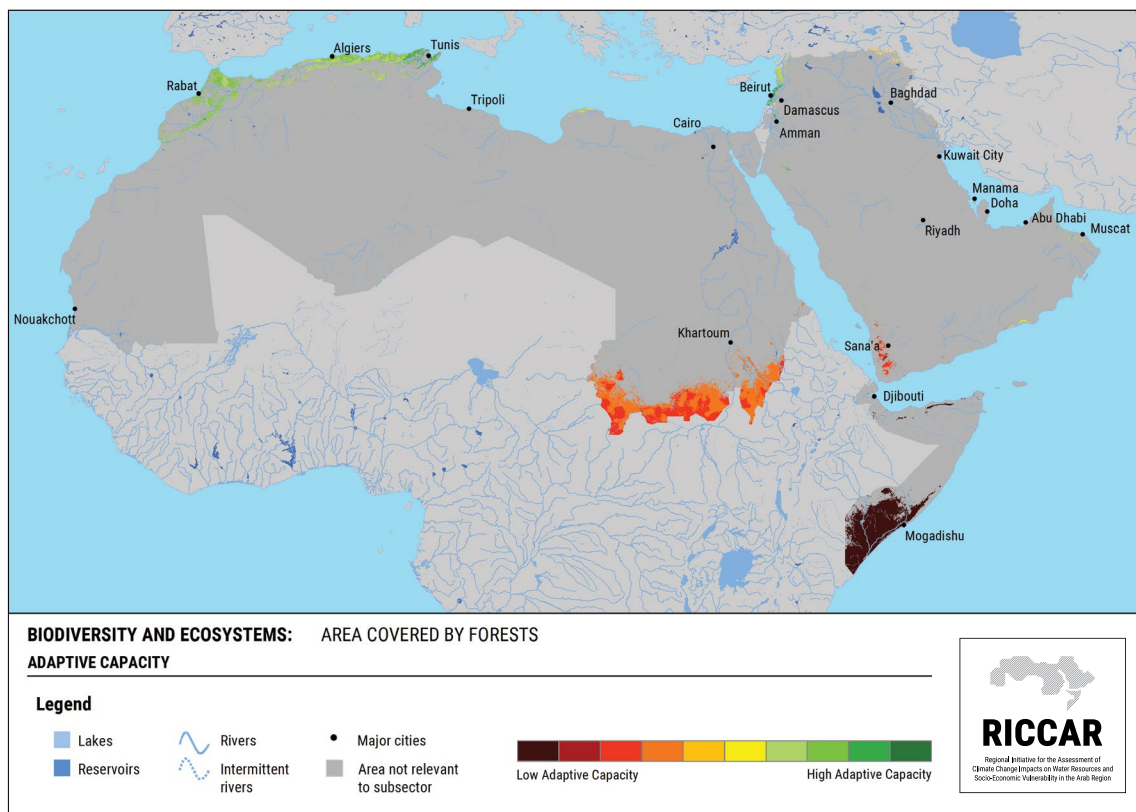 Algiers
Tunis
Rabat
Tripoli
Beirut
Damascus
Baghdad
Amman
Cairo
Kuwait City
Manama
Doha
Abu Dhabi
Riyadh
Muscat
Nouakchott
Khartoum
Sana'a
Djibouti
Mogadishu
BIODIVERSITY AND ECOSYSTEMS: AREA COVERED BY FORESTS
ADAPTIVE CAPACITY
Legend
Lakes
Rivers
Major cities
Reservoirs
Intermittent
rivers
Area not relevant
to subsector
Low Adaptive Capacity
High Adaptive Capacity
RICCAR
Regional Initiative for the Assessment of
Climate Change Impacts on Water Resources and
Socio-Economic Vulnerability in the Arab Region